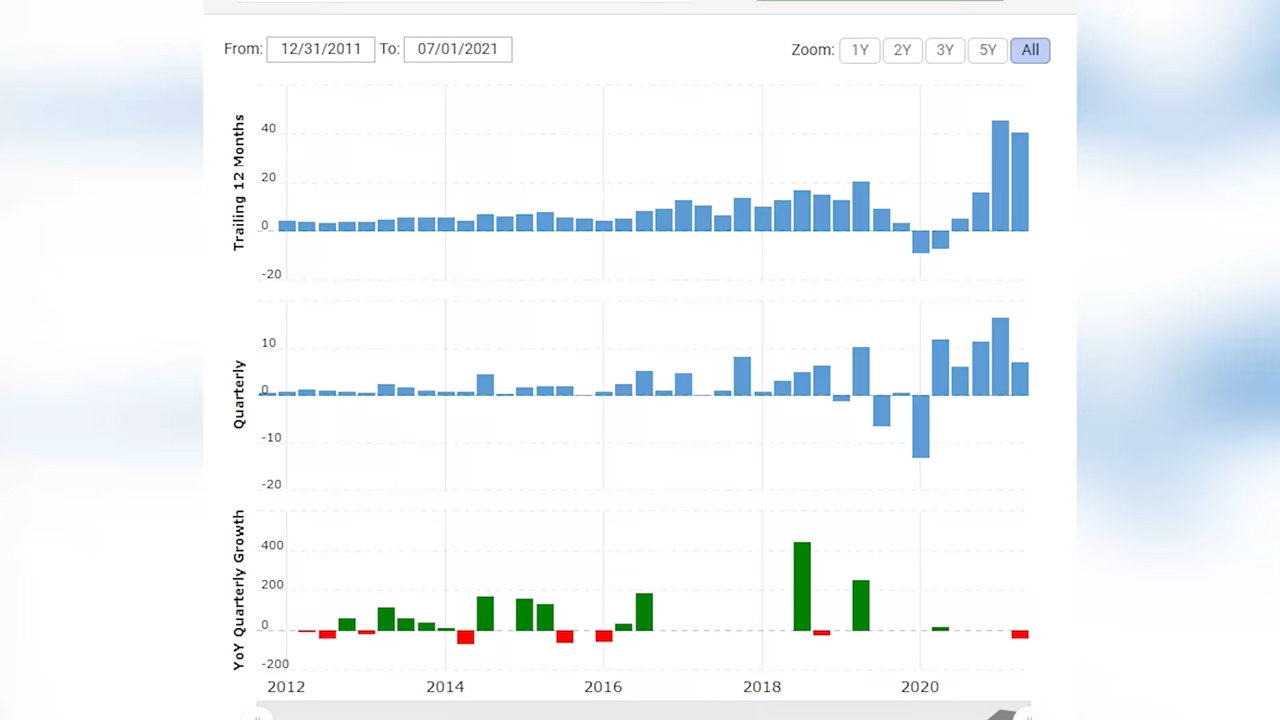 From: 12/31/2011 To: 07/01/2021 Zoom: 1Y 2Y 3Y 5Y All
Trailing 12 Months
40
20
0
-20
Quarterly
10
0
-10
-20
YoY Quarterly Growth
400
200
0
-200
2012 2014 2016 2018 2020